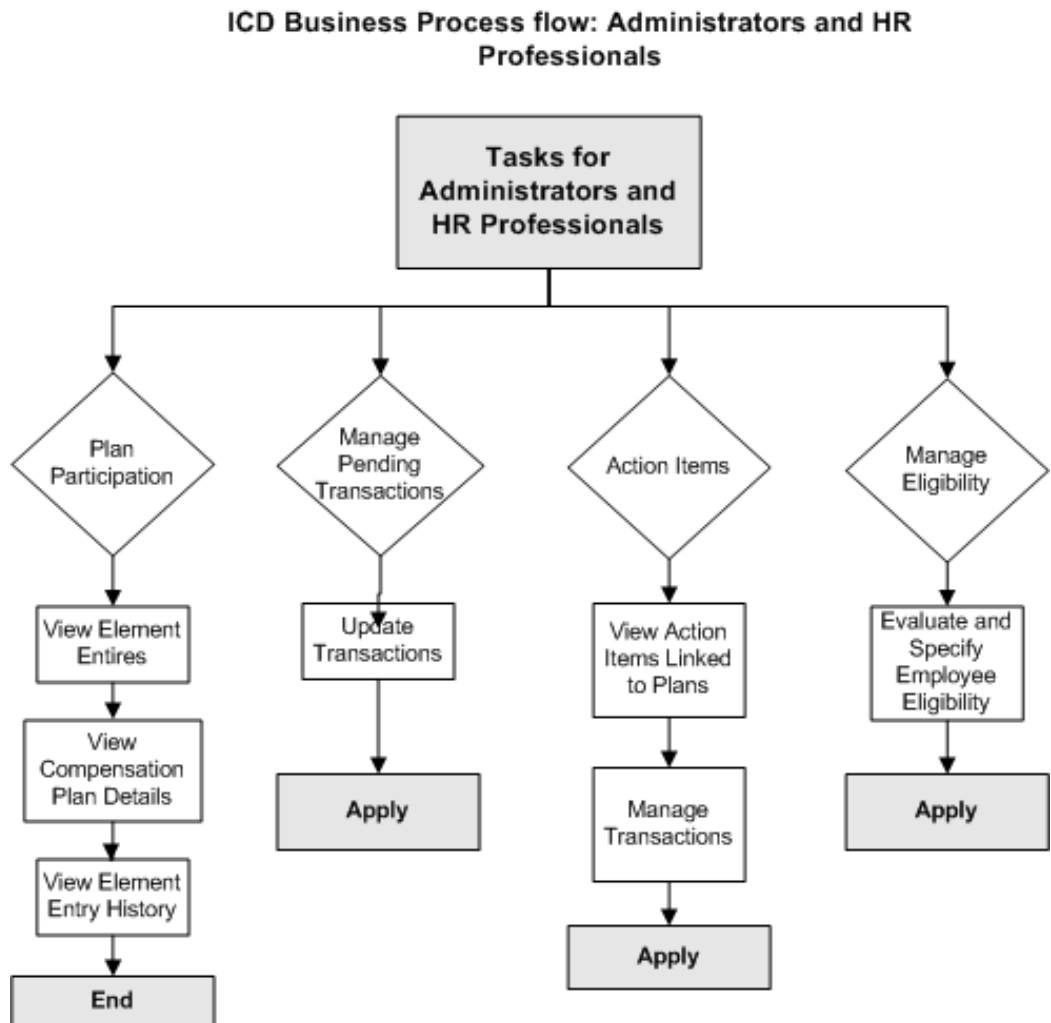 ICD Business Process flow: Administrators and HR
Professionals
Tasks for
Administrators and
HR Professionals
Plan
Participation
Manage
Pending
Transactions
Action Items
Manage
Eligibility
View Element
Entires
Update
Transactions
View Action
Items Linked
to Plans
Evaluate and
Specify
Employee
Eligibility
View
Compensation
Plan Details
Apply
Manage
Transactions
Apply
View Element
Entry History
Apply
End